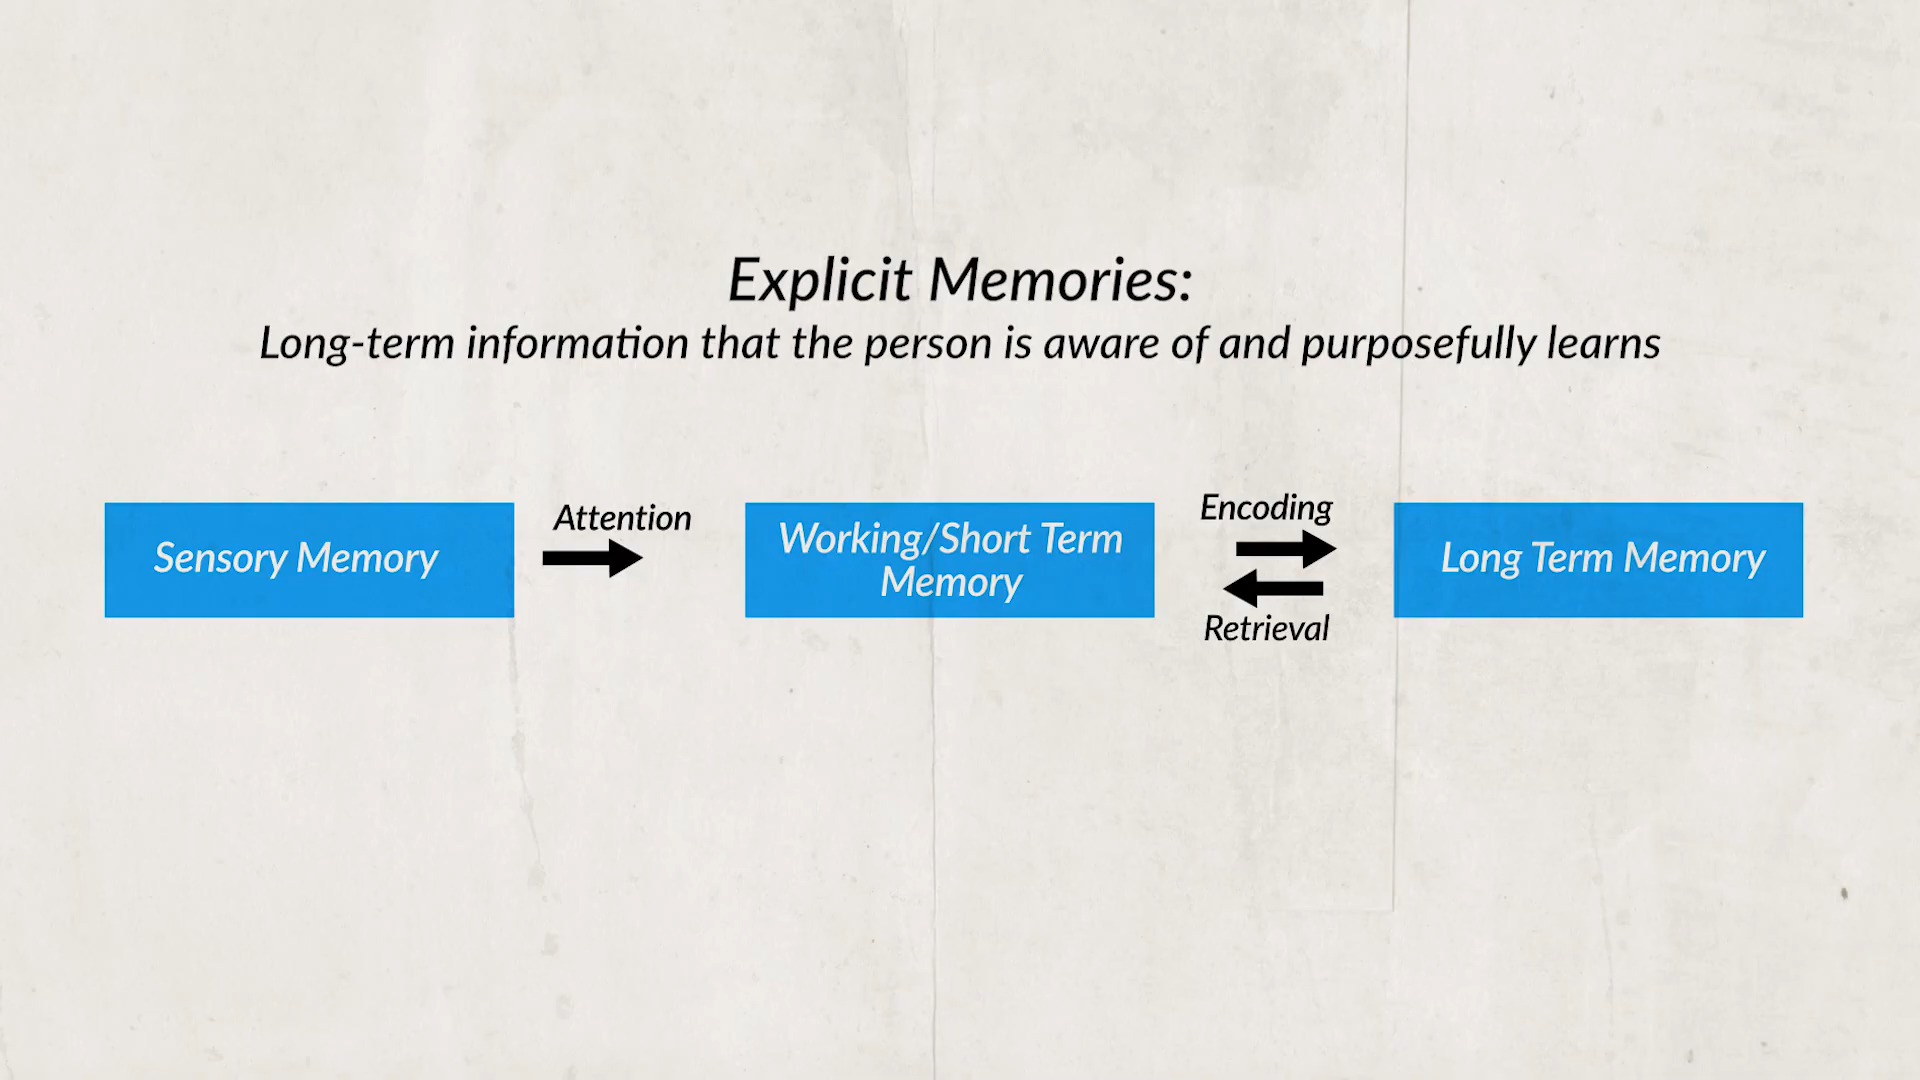 Explicit Memories:
Long-term information that the person is aware of and purposefully learns
Sensory Memory
Attention
Working/Short Term
Memory
Encoding
Retrieval
Long Term Memory